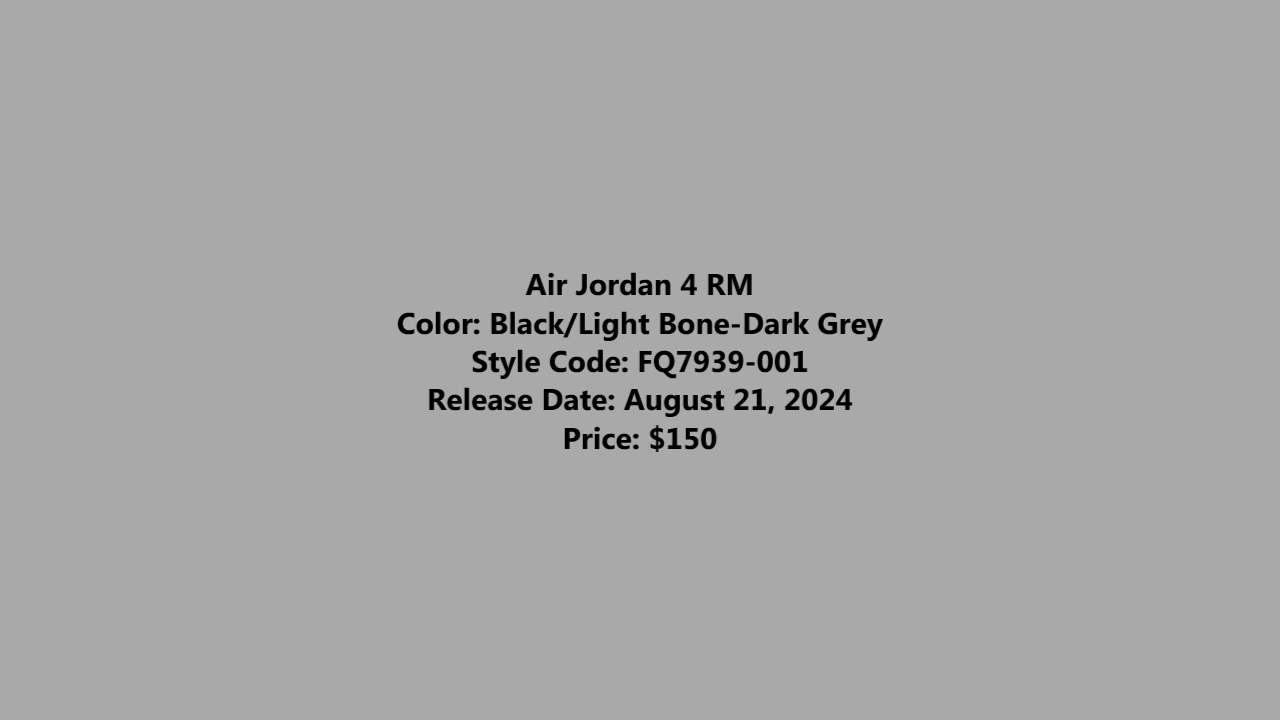 Air Jordan 4 RM
Color: Black/Light Bone-Dark Grey
Style Code: FQ7939-001
Release Date: August 21, 2024
Price: $150